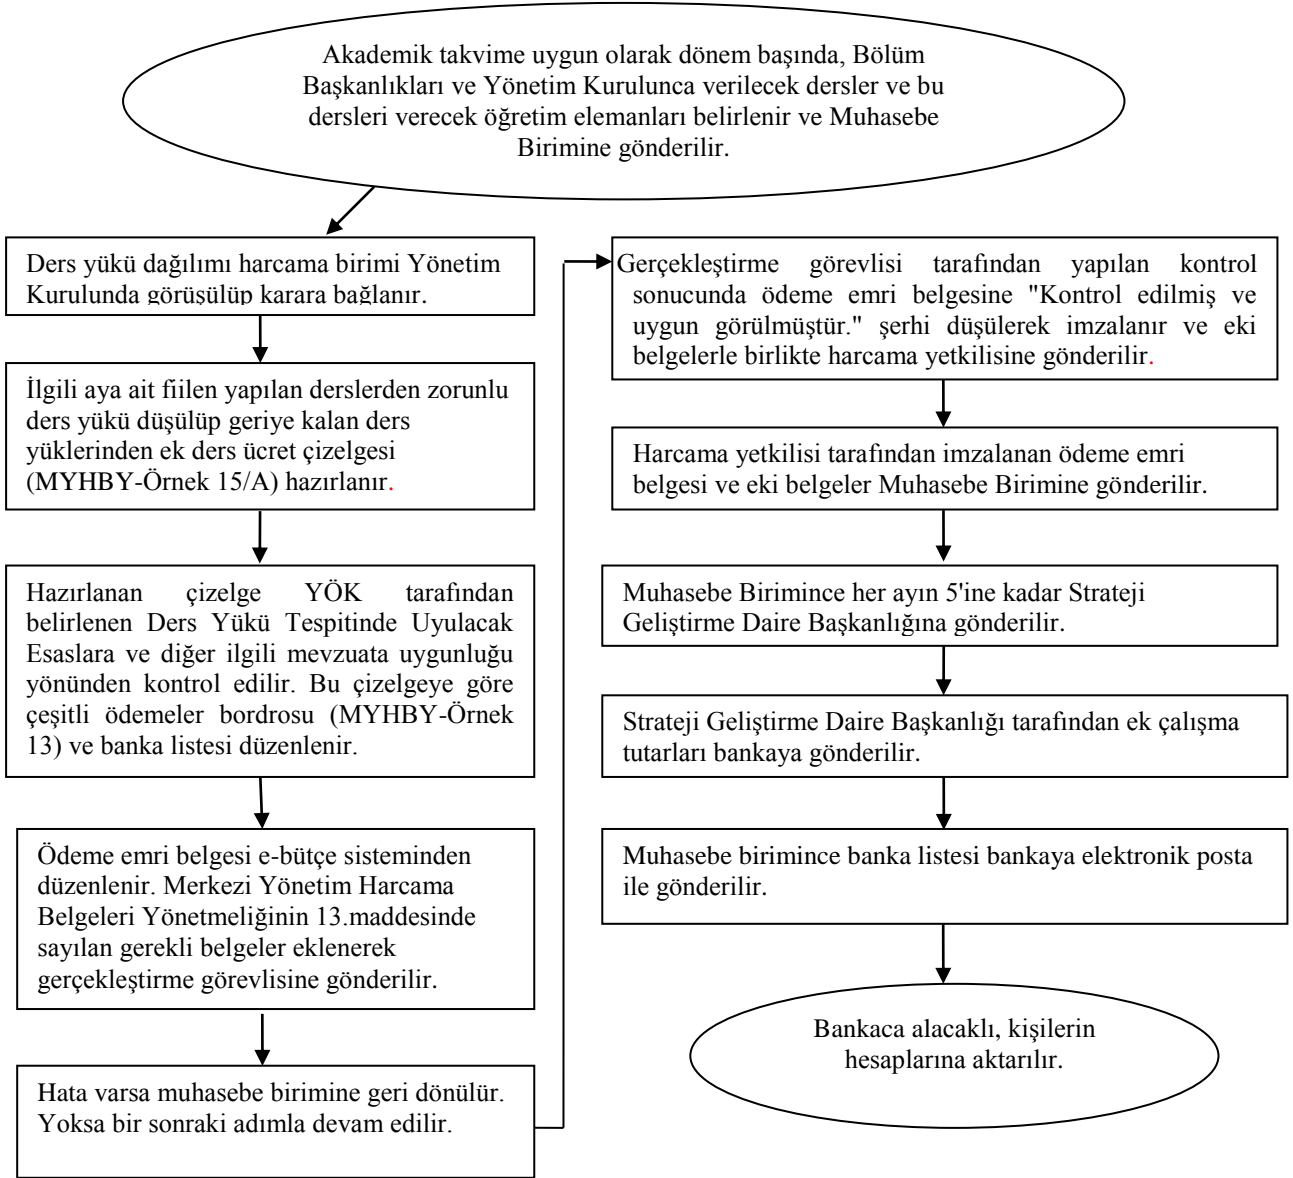 Akademik takvime uygun olarak dönem başında, Bölüm
Başkanlıkları ve Yönetim Kurulunca verilecek dersler ve bu
dersleri verecek öğretim elemanları belirlenir ve Muhasebe
Birimine gönderilir.
Ders yükü dağılımı harcama birimi Yönetim
Kurulunda görüşülüp karara bağlanır.
İlgili aya ait fiilen yapılan derslerden zorunlu
ders yükü düşülüp geriye kalan ders
yüklerinden ek ders ücret çizelgesi
(MYHBY-Örnek 15/A) hazırlanır.
Hazırlanan çizelge YÖK tarafından
belirlenen Ders Yükü Tespitinde Uyulacak
Esaslara ve diğer ilgili mevzuata uygunluğu
yönünden kontrol edilir. Bu çizelgeye göre
çeşitli ödemeler bordrosu (MYHBY-Örnek
13) ve banka listesi düzenlenir.
Ödeme emri belgesi e-bütçe sisteminden
düzenlenir. Merkezi Yönetim Harcama
Belgeleri Yönetmeliğinin 13.maddesinde
sayılan gerekli belgeler eklenerek
gerçekleştirme görevlisine gönderilir.
Hata varsa muhasebe birimine geri dönülür.
Yoksa bir sonraki adımla devam edilir.
Gerçekleştirme görevlisi tarafından yapılan kontrol
sonucunda ödeme emri belgesine "Kontrol edilmiş ve
uygun görülmüştür." şerhi düşülerek imzalanır ve eki
belgelerle birlikte harcama yetkilisine gönderilir.
Harcama yetkilisi tarafından imzalanan ödeme emri
belgesi ve eki belgeler Muhasebe Birimine gönderilir.
Muhasebe Birimince her ayın 5'ine kadar Strateji
Geliştirme Daire Başkanlığına gönderilir.
Strateji Geliştirme Daire Başkanlığı tarafından ek çalışma
tutarları bankaya gönderilir.
Muhasebe birimince banka listesi bankaya elektronik posta
ile gönderilir.
Bankaca alacaklı, kişilerin
hesaplarına aktarılır.